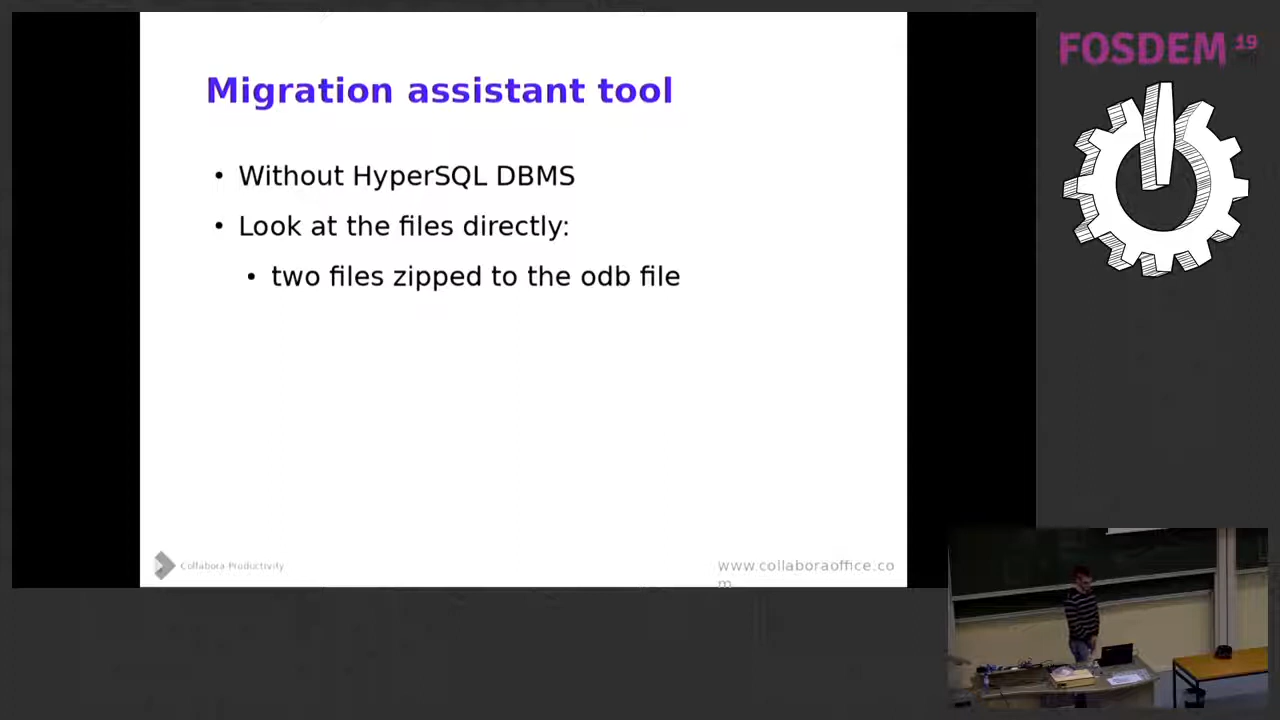 Migration assistant tool
• Without HyperSQL DBMS
• Look at the files directly:
• two files zipped to the odb file
Collabora Productivity
www.collaboraoffice.co
m
FOSDEM 19